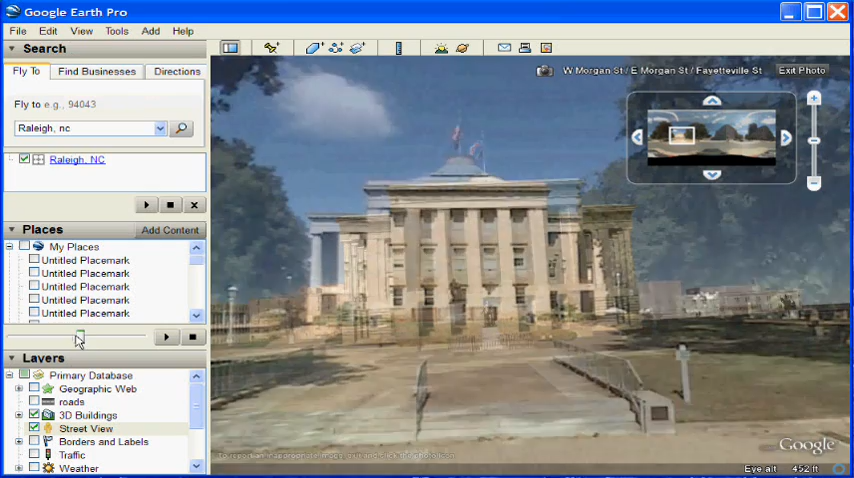 Google Earth Pro
File Edit View Tools Add Help
Search
Fly To Find Businesses Directions
Fly to e.g., 94043
Raleigh, nc
Raleigh, NC
Places Add Content
My Places
Untitled Placemark
Untitled Placemark
Untitled Placemark
Untitled Placemark
Untitled Placemark
Layers
Primary Database
Geographic Web
roads
3D Buildings
Street View
Borders and Labels
Traffic
Weather
W Morgan St / E Morgan St / Fayetteville St Exit Photo
Google
Eye alt 452 ft